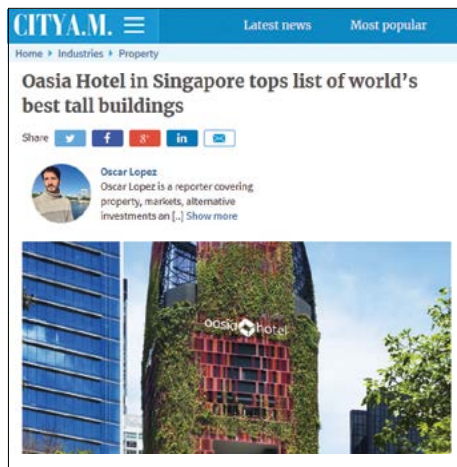 CITYA.M.
Latest news
Most popular
Home
Industries
Property
Oasia Hotel in Singapore tops list of world's
best tall buildings
Share
f
g+
in
Oscar Lopez
Oscar Lopez is a reporter covering
property, markets, alternative
investments an [..] Show more
oasia hotel